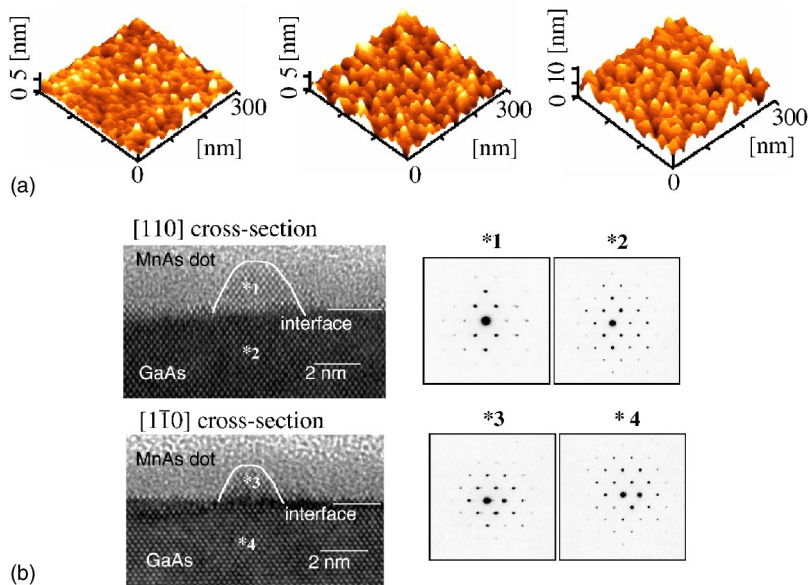 0 5 [nm]
300
[nm]
0
0 5 [nm]
300
[nm]
0
0 10 [nm]
300
[nm]
0
(a)
[110] cross-section
MnAs dot
*1
interface
*2
2 nm
GaAs
*1
*2
[11̅0] cross-section
MnAs dot
*3
interface
*4
2 nm
GaAs
*3
*4
(b)